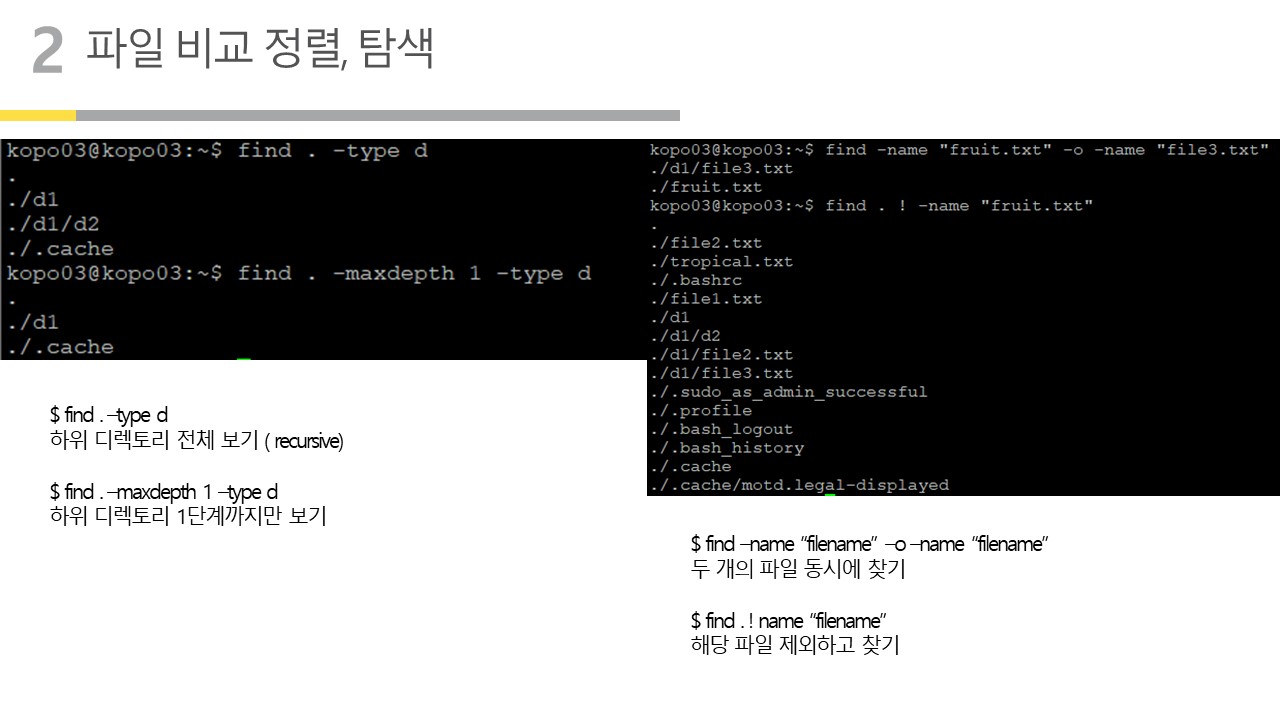 2 파일 비교 정렬, 탐색
kopo03@kopo03:~$ find . -type d
.
./d1
./d1/d2
./.cache
kopo03@kopo03:~$ find . -maxdepth 1 -type d
.
./d1
./.cache
$ find . –type d
하위 디렉토리 전체 보기 ( recursive)
$ find . –maxdepth 1 –type d
하위 디렉토리 1단계까지만 보기
kopo03@kopo03:~$ find -name "fruit.txt" -o -name "file3.txt"
./d1/file3.txt
./fruit.txt
kopo03@kopo03:~$ find . ! -name "fruit.txt"
.
./file2.txt
./tropical.txt
./.bashrc
./file1.txt
./d1
./d1/d2
./d1/file2.txt
./d1/file3.txt
./.sudo_as_admin_successful
./.profile
./.bash_logout
./.bash_history
./.cache
./.cache/motd.legal-displayed
$ find –name “filename” –o –name “filename”
두 개의 파일 동시에 찾기
$ find . ! name “filename”
해당 파일 제외하고 찾기